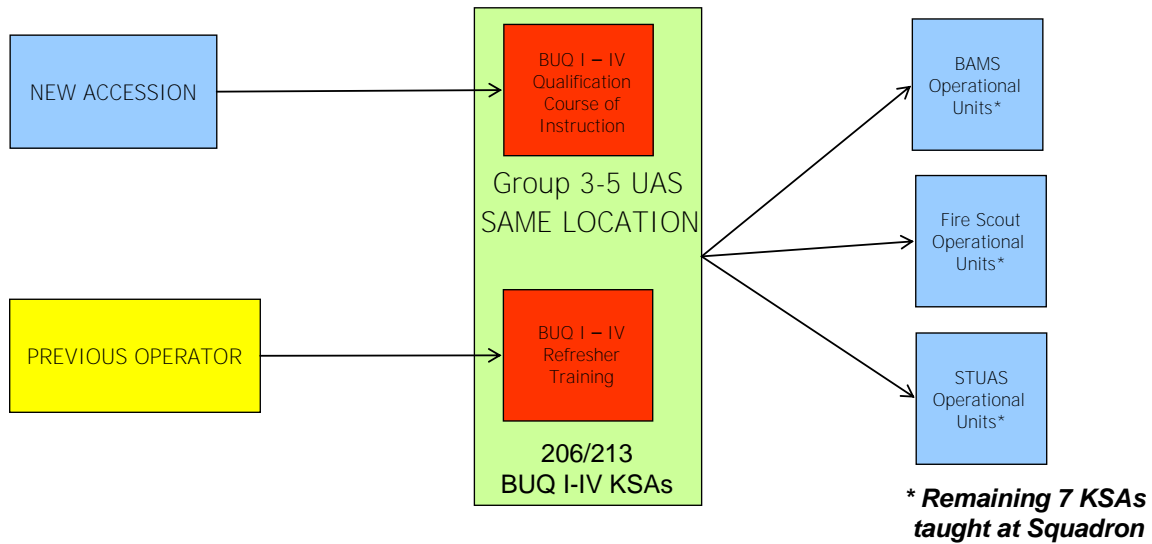 NEW ACCESSION
BUQ I – IV
Qualification
Course of
Instruction
Group 3-5 UAS
SAME LOCATION
PREVIOUS OPERATOR
BUQ I – IV
Refresher
Training
206/213
BUQ I-IV KSAs
BAMS
Operational
Units*
Fire Scout
Operational
Units*
STUAS
Operational
Units*
* Remaining 7 KSAs
taught at Squadron